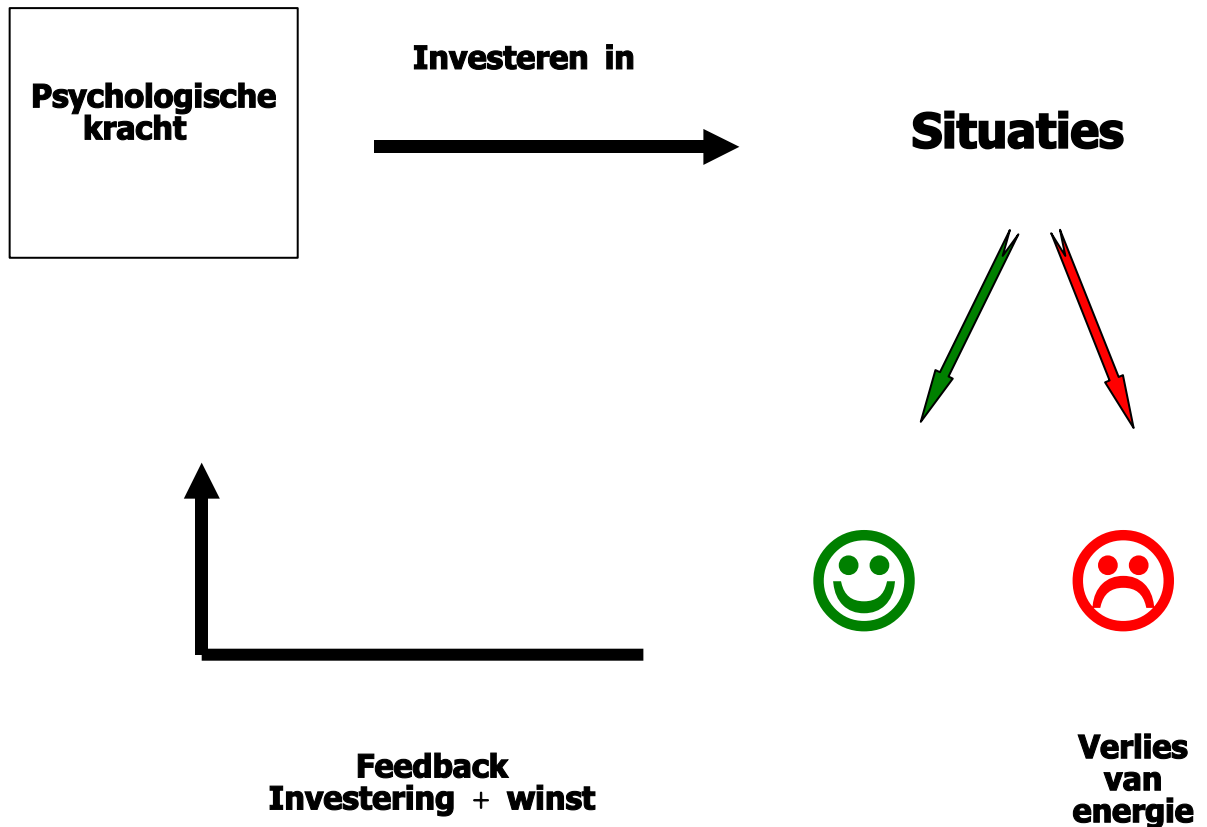 Investeren in
Psychologische
kracht
Situaties
Feedback
Investering + winst
Verlies
van
energie